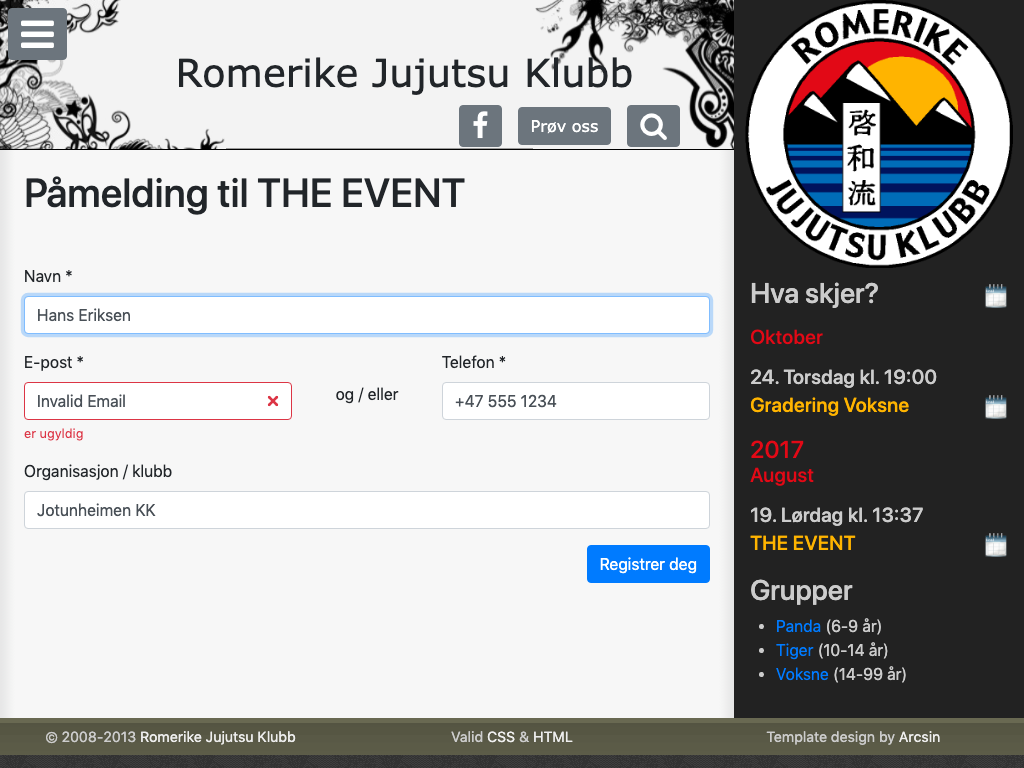 Romerike Jujutsu Klubb
Prøv oss
Påmelding til THE EVENT
Navn *
Hans Eriksen
E-post *
Telefon *
Invalid Email
og / eller
+47 555 1234
er ugyldig
Organisasjon / klubb
Jotunheimen KK
Registrer deg
ROMERIKE
啓和流
JUJUTSU KLUBB
Hva skjer?
Oktober
24. Torsdag kl. 19:00
Gradering Voksne
2017
August
19. Lørdag kl. 13:37
THE EVENT
Grupper
Panda (6-9 år)
Tiger (10-14 år)
Voksne (14-99 år)
© 2008-2013 Romerike Jujutsu Klubb
Valid CSS & HTML
Template design by Arcsin